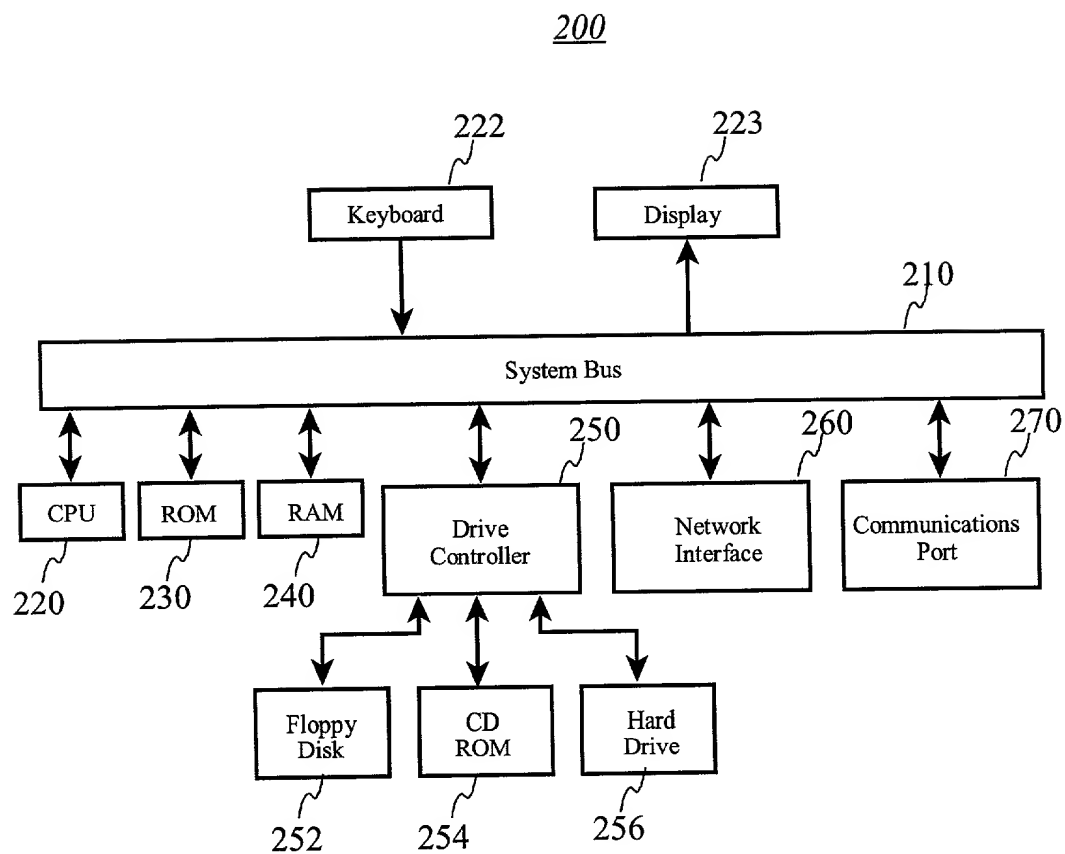 200
222
223
Keyboard
Display
210
System Bus
250
260
270
CPU
ROM
RAM
Drive
Controller
Network
Interface
Communications
Port
220
230
240
Floppy
Disk
CD
ROM
Hard
Drive
252
254
256